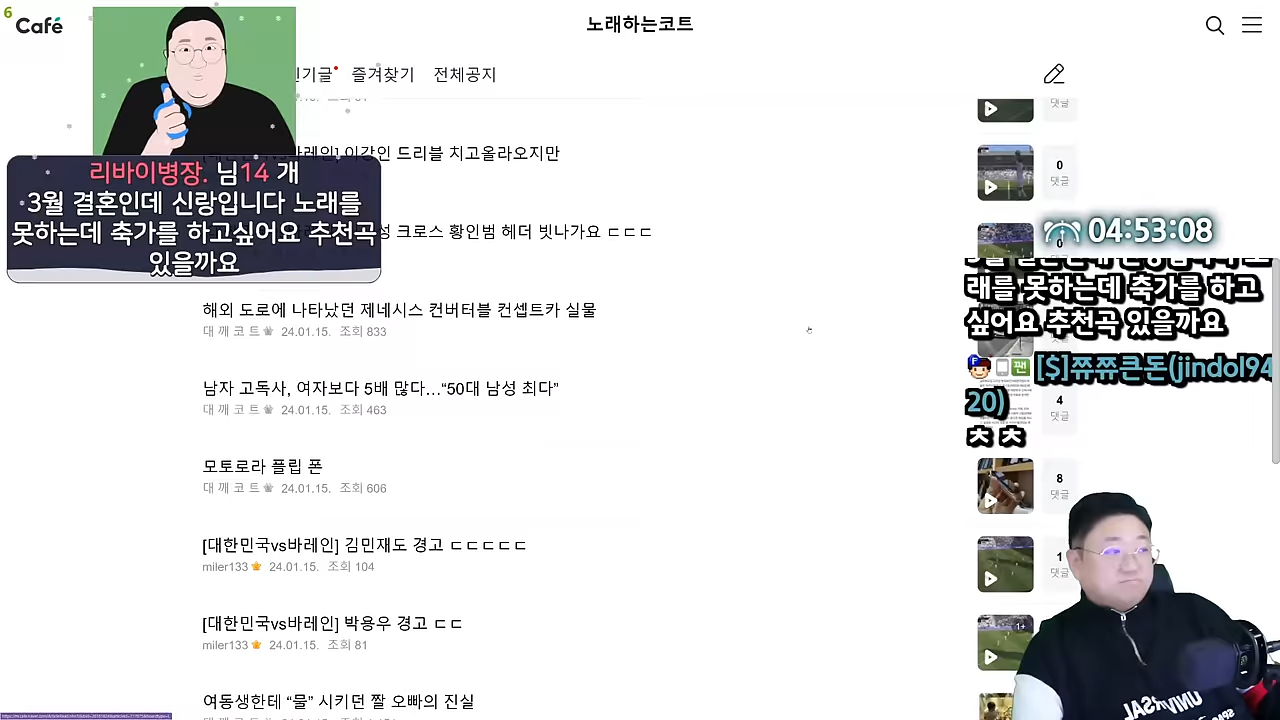 6
Café
노래하는코트
인기글
즐겨찾기
전체공지
바레인] 이강인 드리블 치고올라오지만
리바이병장. 님14 개
3월 결혼인데 신랑입니다 노래를
못하는데 축가를 하고싶어요 추천곡
있을까요
성 크로스 황인범 헤더 빗나가요 ㄷㄷㄷ
해외 도로에 나타났던 제네시스 컨버터블 컨셉트카 실물
대 깨 코 트 24.01.15. 조회 833
남자 고독사, 여자보다 5배 많다…“50대 남성 최다”
대 깨 코 트 24.01.15. 조회 463
모토로라 플립 폰
대 깨 코 트 24.01.15. 조회 606
[대한민국vs바레인] 김민재도 경고 ㄷㄷㄷㄷㄷ
miler133 24.01.15. 조회 104
[대한민국vs바레인] 박용우 경고 ㄷㄷ
miler133 24.01.15. 조회 81
여동생한테 “물” 시키던 짤 오빠의 진실
댓글
0
댓글
04:53:08
0
래를 못하는데 축가를 하고
싶어요 추천곡 있을까요
팬 [$]쮸쮸큰돈(jindol94
20)
ㅊㅊ
4
댓글
8
댓글
1
댓글
1+